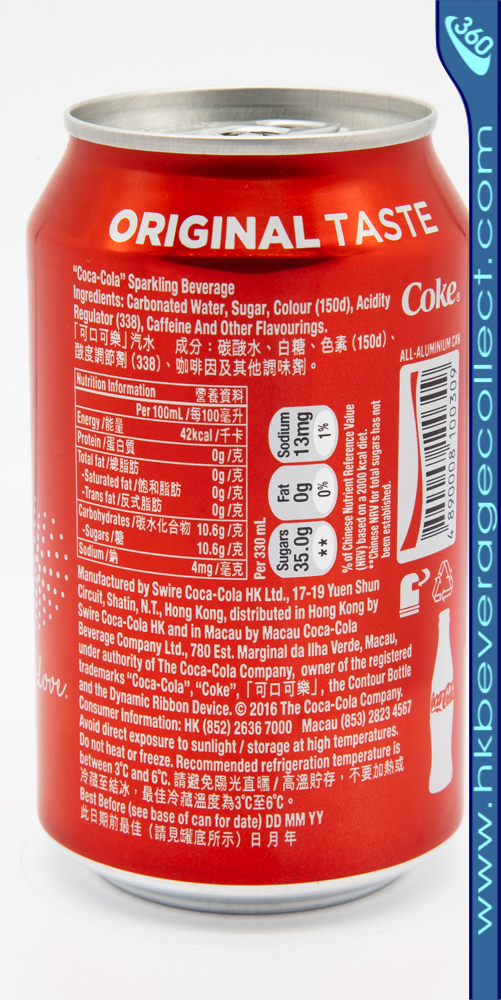 360
www.hkbeveragecollect.com
ORIGINAL TASTE
"Coca-Cola" Sparkling Beverage
Ingredients: Carbonated Water, Sugar, Colour (150d), Acidity
Regulator (338), Caffeine And Other Flavourings.
「可口可樂」汽水 成分：碳酸水、白糖、色素 (150d)、
酸度調節劑 (338)、咖啡因及其他調味劑。
Coke®
ALL-ALUMINIUM CAN
4 890008 100309
Nutrition Information 營養資料
Per 100mL /每100毫升
Energy/能量 42kcal /千卡
Protein/蛋白質 0g/克
Total fat/總脂肪 0g/克
-Saturated fat/飽和脂肪 0g/克
-Trans fat/反式脂肪 0g/克
Carbohydrates/碳水化合物 10.6g/克
-Sugars/糖 10.6g/克
Sodium/鈉 4mg/毫克
Per 330 mL
Sugars 35.0g **
Fat 0g 0%
Sodium 13mg 1%
% of Chinese Nutrient Reference Value
(NRV) based on a 2000 kcal diet.
**Chinese NRV for total sugars has not
been established.
Manufactured by Swire Coca-Cola HK Ltd., 17-19 Yuen Shun
Circuit, Shatin, N.T., Hong Kong, distributed in Hong Kong by
Swire Coca-Cola HK and in Macau by Macau Coca-Cola
Beverage Company Ltd., 780 Est. Marginal da Ilha Verde, Macau,
under authority of The Coca-Cola Company, owner of the registered
trademarks "Coca-Cola", "Coke", 「可口可樂」, the Contour Bottle
and the Dynamic Ribbon Device. © 2016 The Coca-Cola Company.
Consumer Information: HK (852) 2636 7000 Macau (853) 2823 4567
Avoid direct exposure to sunlight / storage at high temperatures.
Do not heat or freeze. Recommended refrigeration temperature is
between 3°C and 6°C. 請避免陽光直曬 / 高溫貯存，不要加熱或
冷藏至結冰，最佳冷藏溫度為3°C至6°C。
Best Before (see base of can for date) DD MM YY
此日期前最佳（請見罐底所示）日 月 年